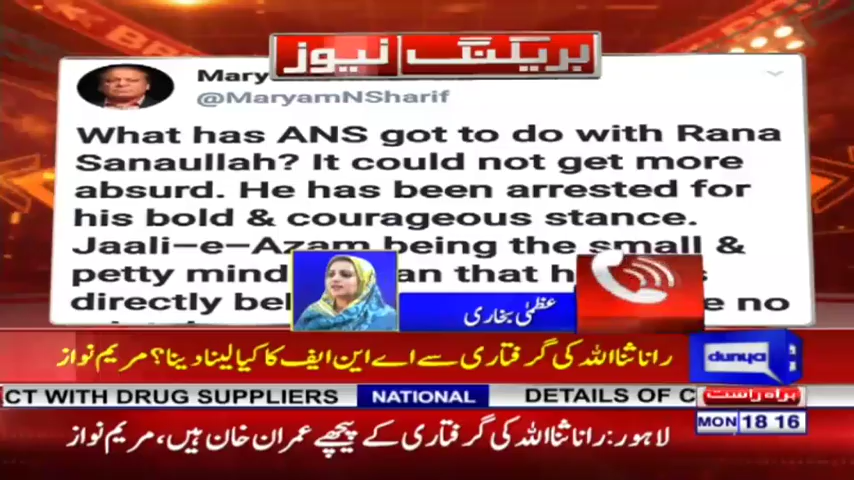 بریکنگ نیوز
Mary
@MaryamNSharif
What has ANS got to do with Rana
Sanaullah? It could not get more
absurd. He has been arrested for
his bold & courageous stance.
Jaali-e-Azam being the small &
petty mind an that h s
directly bel e no
عظمیٰ بخاری
رانا ثنا اللہ کی گرفتاری سے اے این ایف کا کیا لینا دینا؟ مریم نواز
dunya
CT WITH DRUG SUPPLIERS NATIONAL DETAILS OF C
براہ راست
MON 18 16
لاہور: رانا ثنا اللہ کی گرفتاری کے پیچھے عمران خان ہیں، مریم نواز